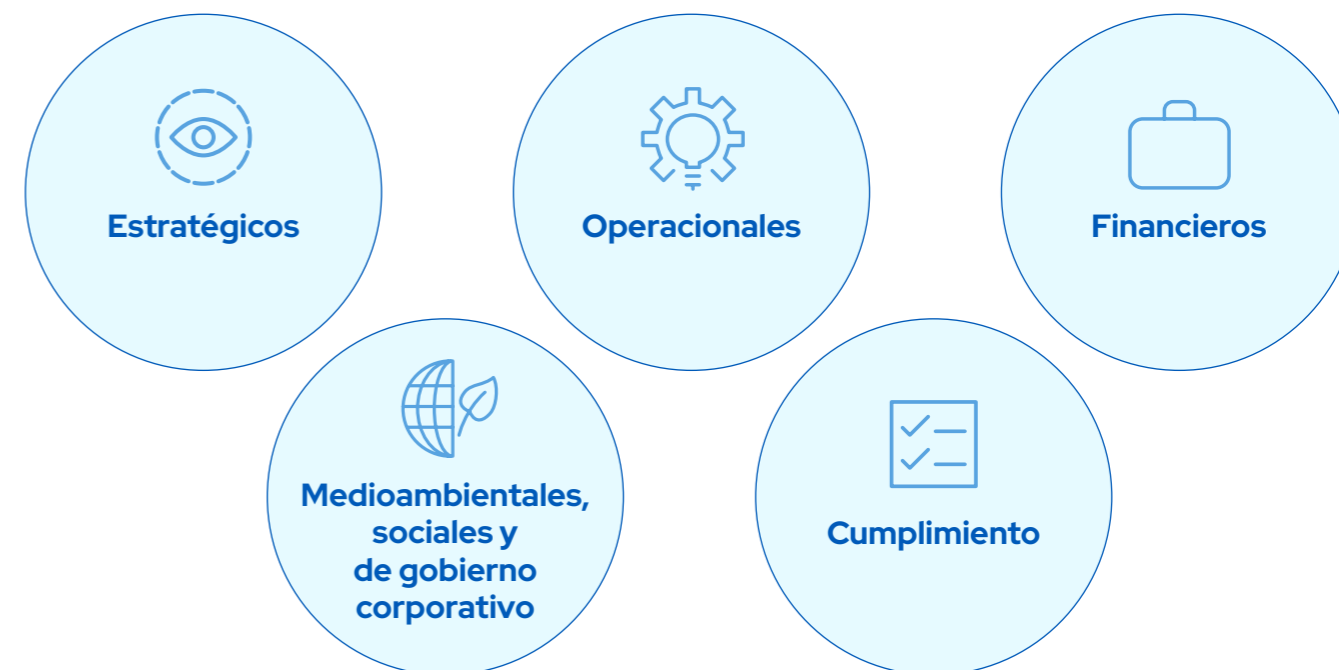 Estratégicos
Operacionales
Financieros
Medioambientales,
sociales y
de gobierno
corporativo
Cumplimiento